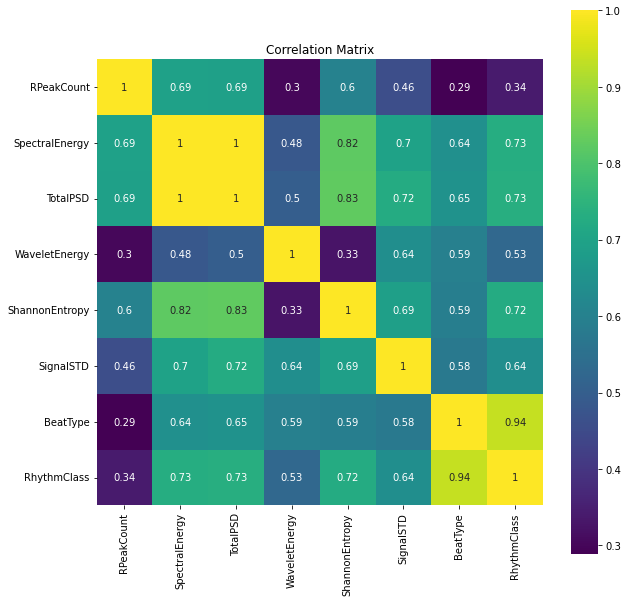 Correlation Matrix
RPeakCount 1 0.69 0.69 0.3 0.6 0.46 0.29 0.34
SpectralEnergy 0.69 1 1 0.48 0.82 0.7 0.64 0.73
TotalPSD 0.69 1 1 0.5 0.83 0.72 0.65 0.73
WaveletEnergy 0.3 0.48 0.5 1 0.33 0.64 0.59 0.53
ShannonEntropy 0.6 0.82 0.83 0.33 1 0.69 0.59 0.72
SignalSTD 0.46 0.7 0.72 0.64 0.69 1 0.58 0.64
BeatType 0.29 0.64 0.65 0.59 0.59 0.58 1 0.94
RhythmClass 0.34 0.73 0.73 0.53 0.72 0.64 0.94 1
RPeakCount
SpectralEnergy
TotalPSD
WaveletEnergy
ShannonEntropy
SignalSTD
BeatType
RhythmClass
1.0
0.9
0.8
0.7
0.6
0.5
0.4
0.3